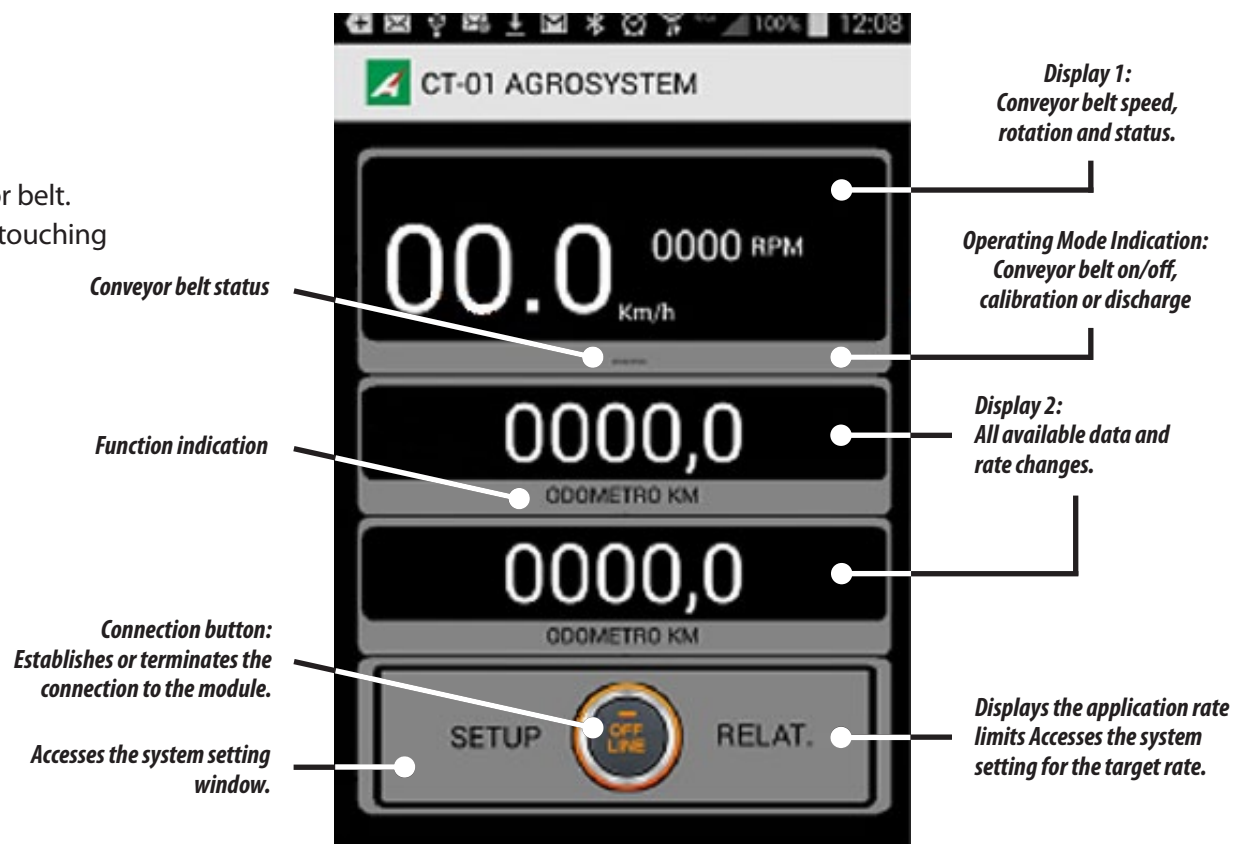 100% 12:08
CT-01 AGROSYSTEM
Display 1:
Conveyor belt speed,
rotation and status.
r belt.
touching
00.0 Km/h
0000 RPM
Operating Mode Indication:
Conveyor belt on/off,
calibration or discharge
Conveyor belt status
0000,0
ODOMETRO KM
Display 2:
All available data and
rate changes.
Function indication
0000,0
ODOMETRO KM
Connection button:
Establishes or terminates the
connection to the module.
SETUP
OFF
LINE
RELAT.
Accesses the system setting
window.
Displays the application rate
limits Accesses the system
setting for the target rate.